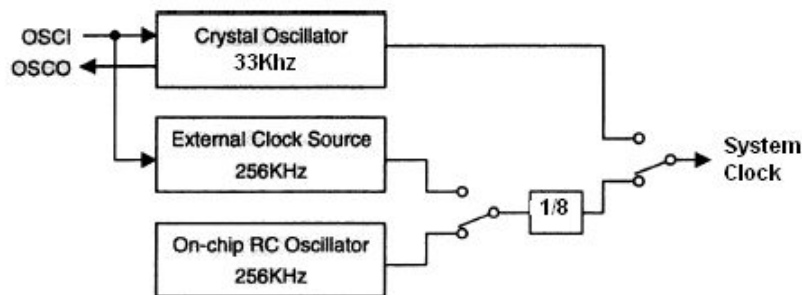 OSCI
OSCO
Crystal Oscillator
33Khz
External Clock Source
256KHz
On-chip RC Oscillator
256KHz
1/8
System
Clock